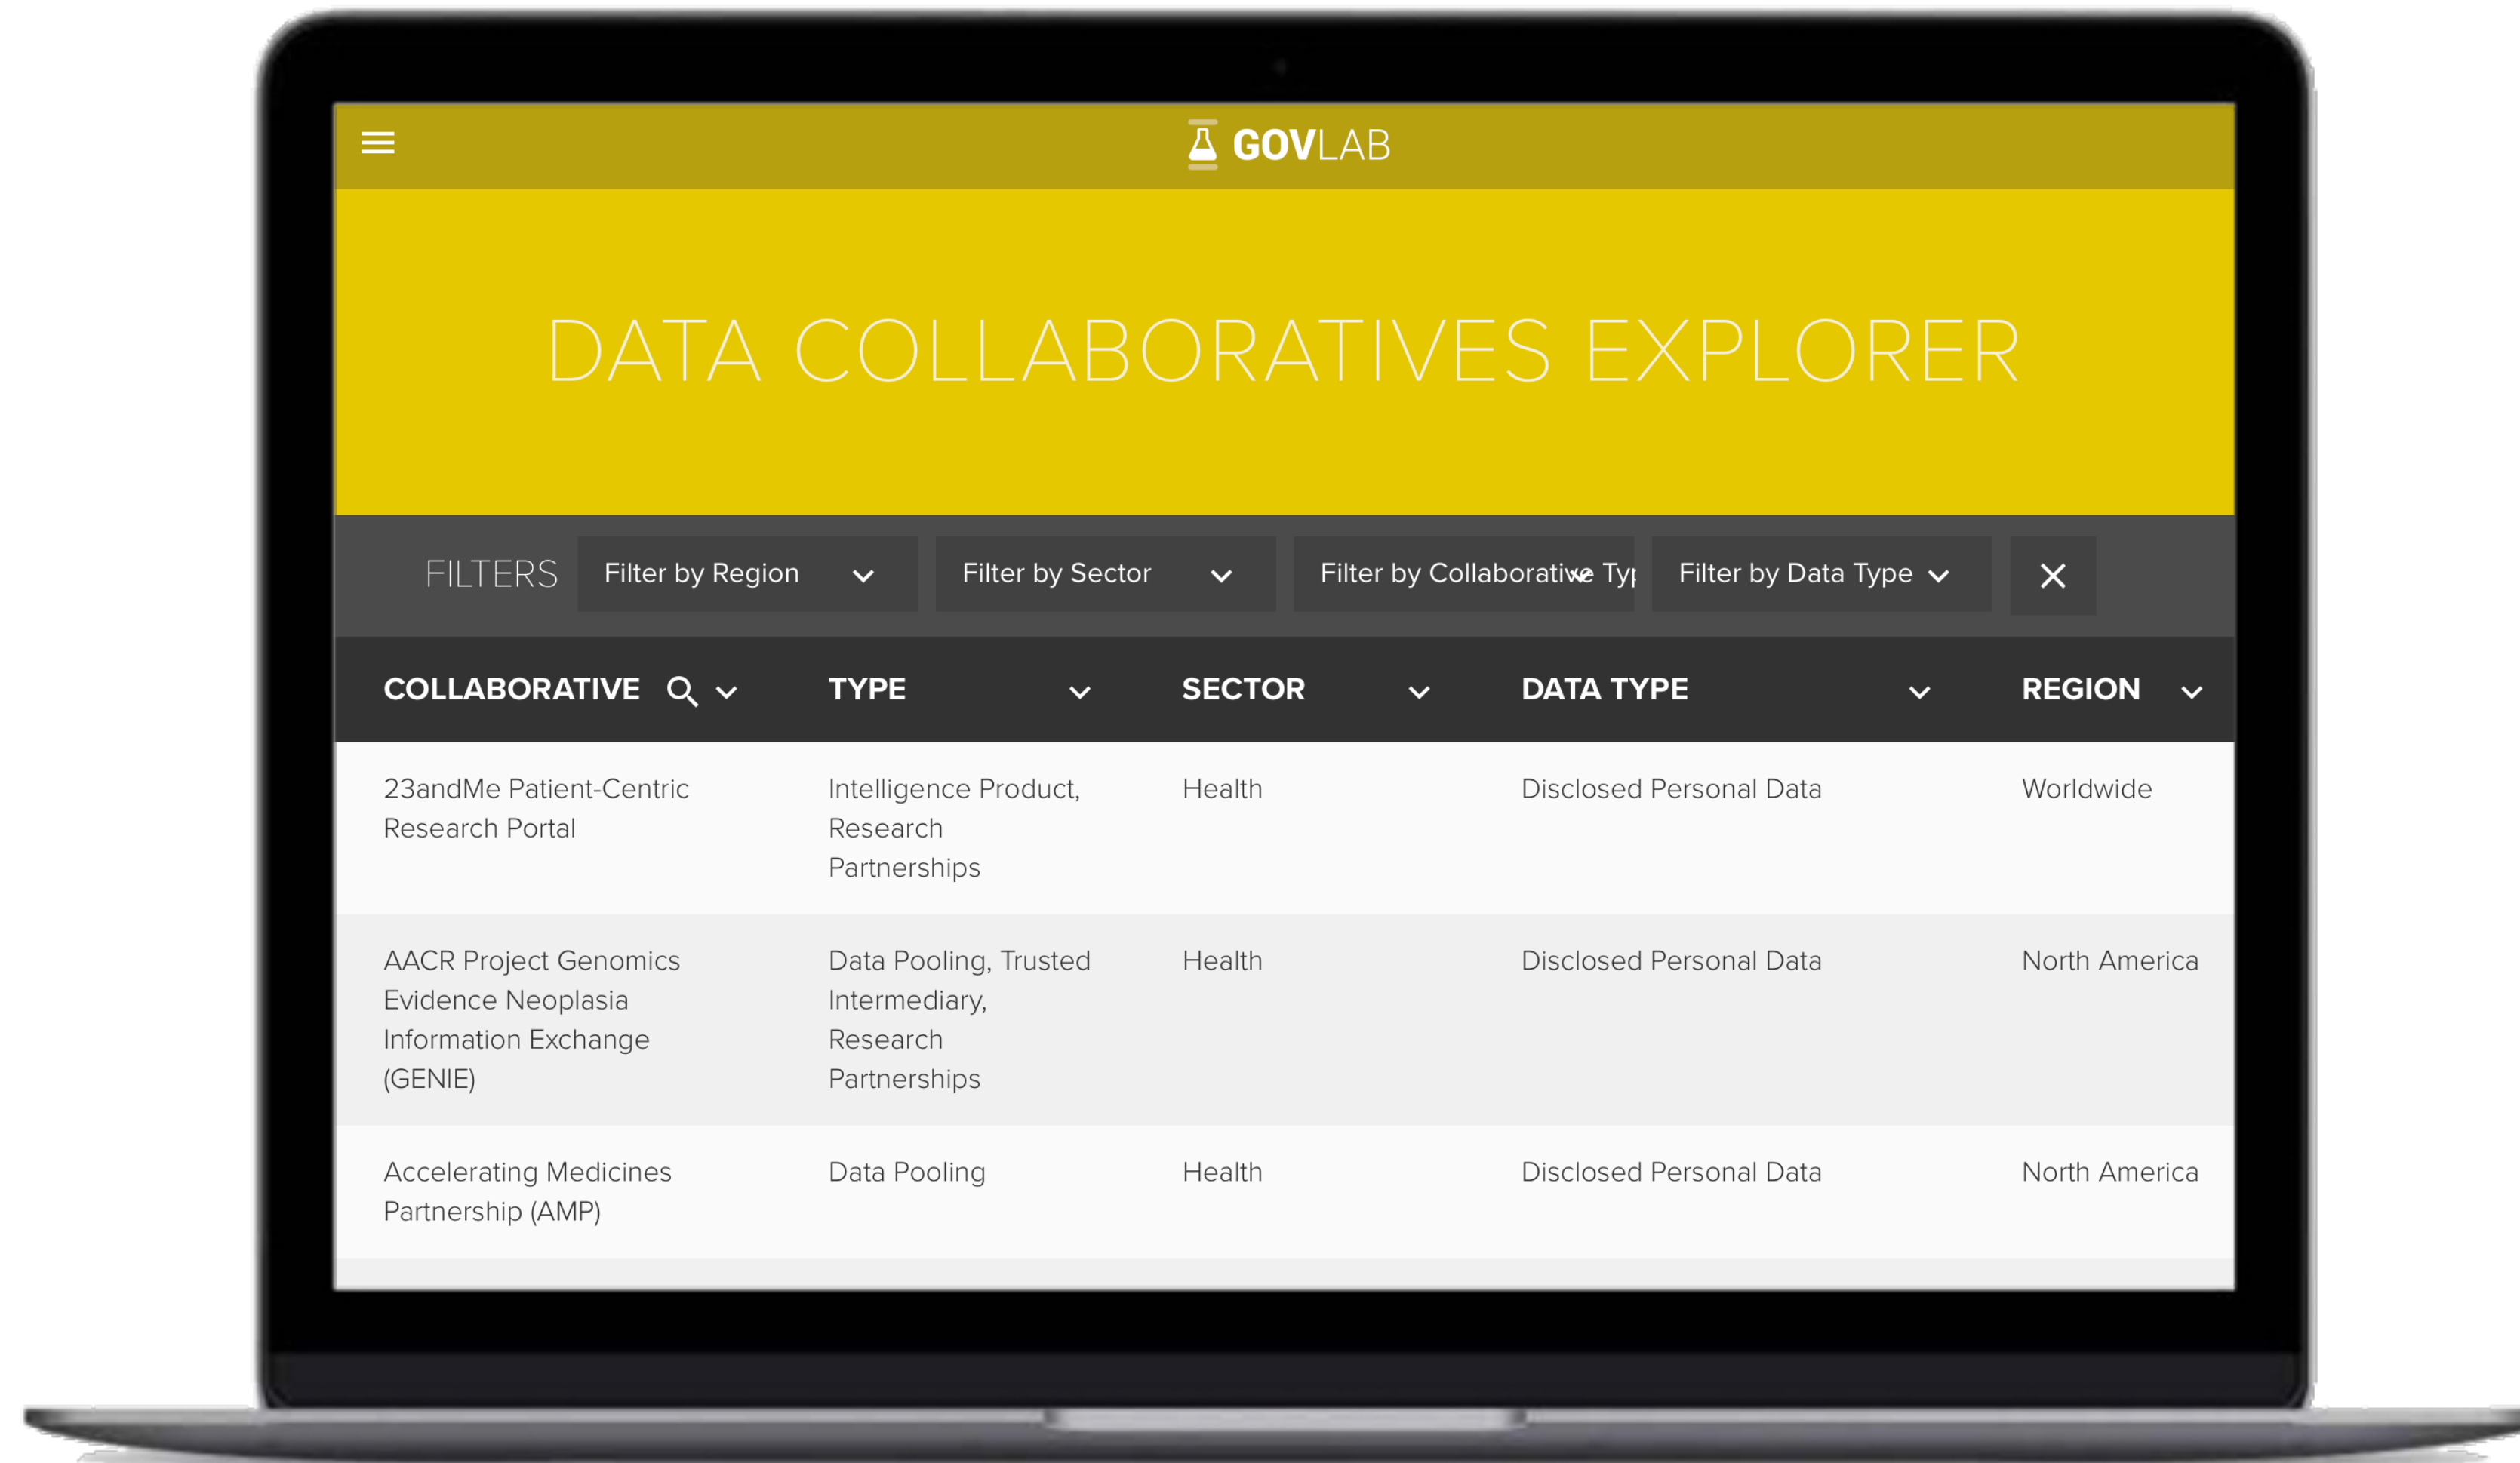 GOVLAB
DATA COLLABORATIVES EXPLORER
FILTERS Filter by Region Filter by Sector Filter by Collaborative Typ Filter by Data Type
COLLABORATIVE TYPE SECTOR DATA TYPE REGION
23andMe Patient-Centric Intelligence Product, Health Disclosed Personal Data Worldwide
Research Portal Research
Partnerships
AACR Project Genomics Data Pooling, Trusted Health Disclosed Personal Data North America
Evidence Neoplasia Intermediary,
Information Exchange Research
(GENIE) Partnerships
Accelerating Medicines Data Pooling Health Disclosed Personal Data North America
Partnership (AMP)